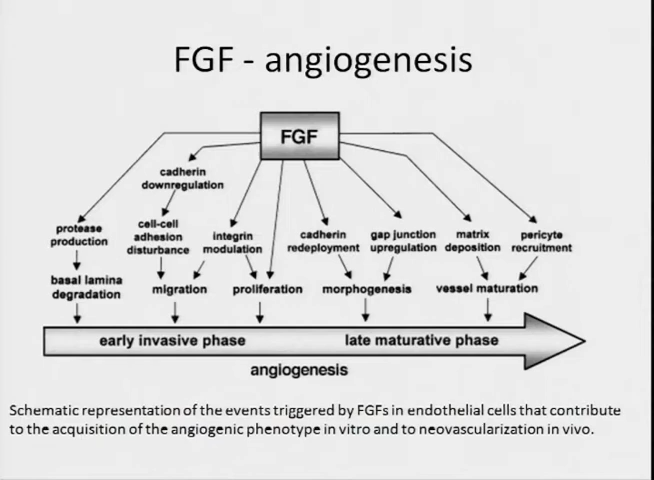 FGF - angiogenesis
FGF
cadherin
downregulation
protease
production
cell-cell
adhesion
disturbance
integrin
modulation
cadherin
redeployment
gap junction
upregulation
matrix
deposition
pericyte
recruitment
basal lamina
degradation
migration
proliferation
morphogenesis
vessel maturation
early invasive phase
late maturative phase
angiogenesis
Schematic representation of the events triggered by FGFs in endothelial cells that contribute
to the acquisition of the angiogenic phenotype in vitro and to neovascularization in vivo.